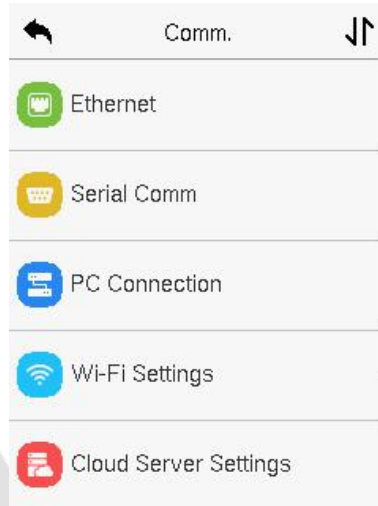 Comm.
Ethernet
Serial Comm
PC Connection
Wi-Fi Settings
Cloud Server Settings